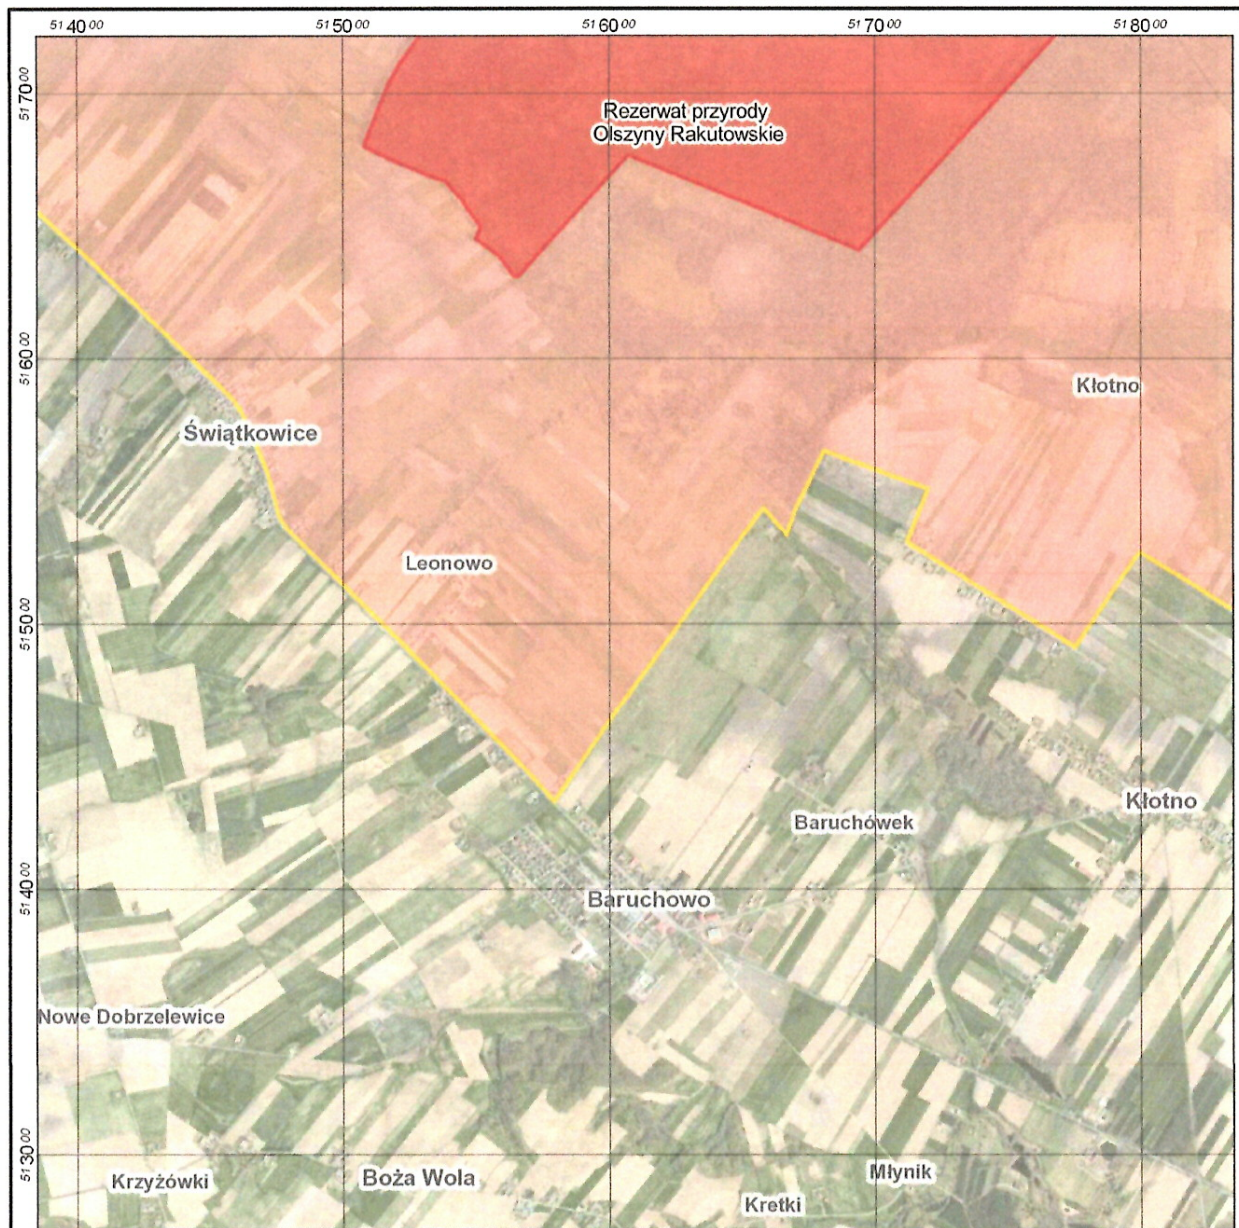 51 40 00
51 50 00
51 60 00
51 70 00
51 80 00
51 70 00
Rezerwat przyrody
Olszyny Rakutowskie
51 60 00
Kłotno
Świątkowice
Leonowo
51 50 00
Kłotno
Baruchówek
51 40 00
Baruchowo
Nowe Dobrzelewice
51 30 00
Krzyżówki
Boża Wola
Młynik
Kretki